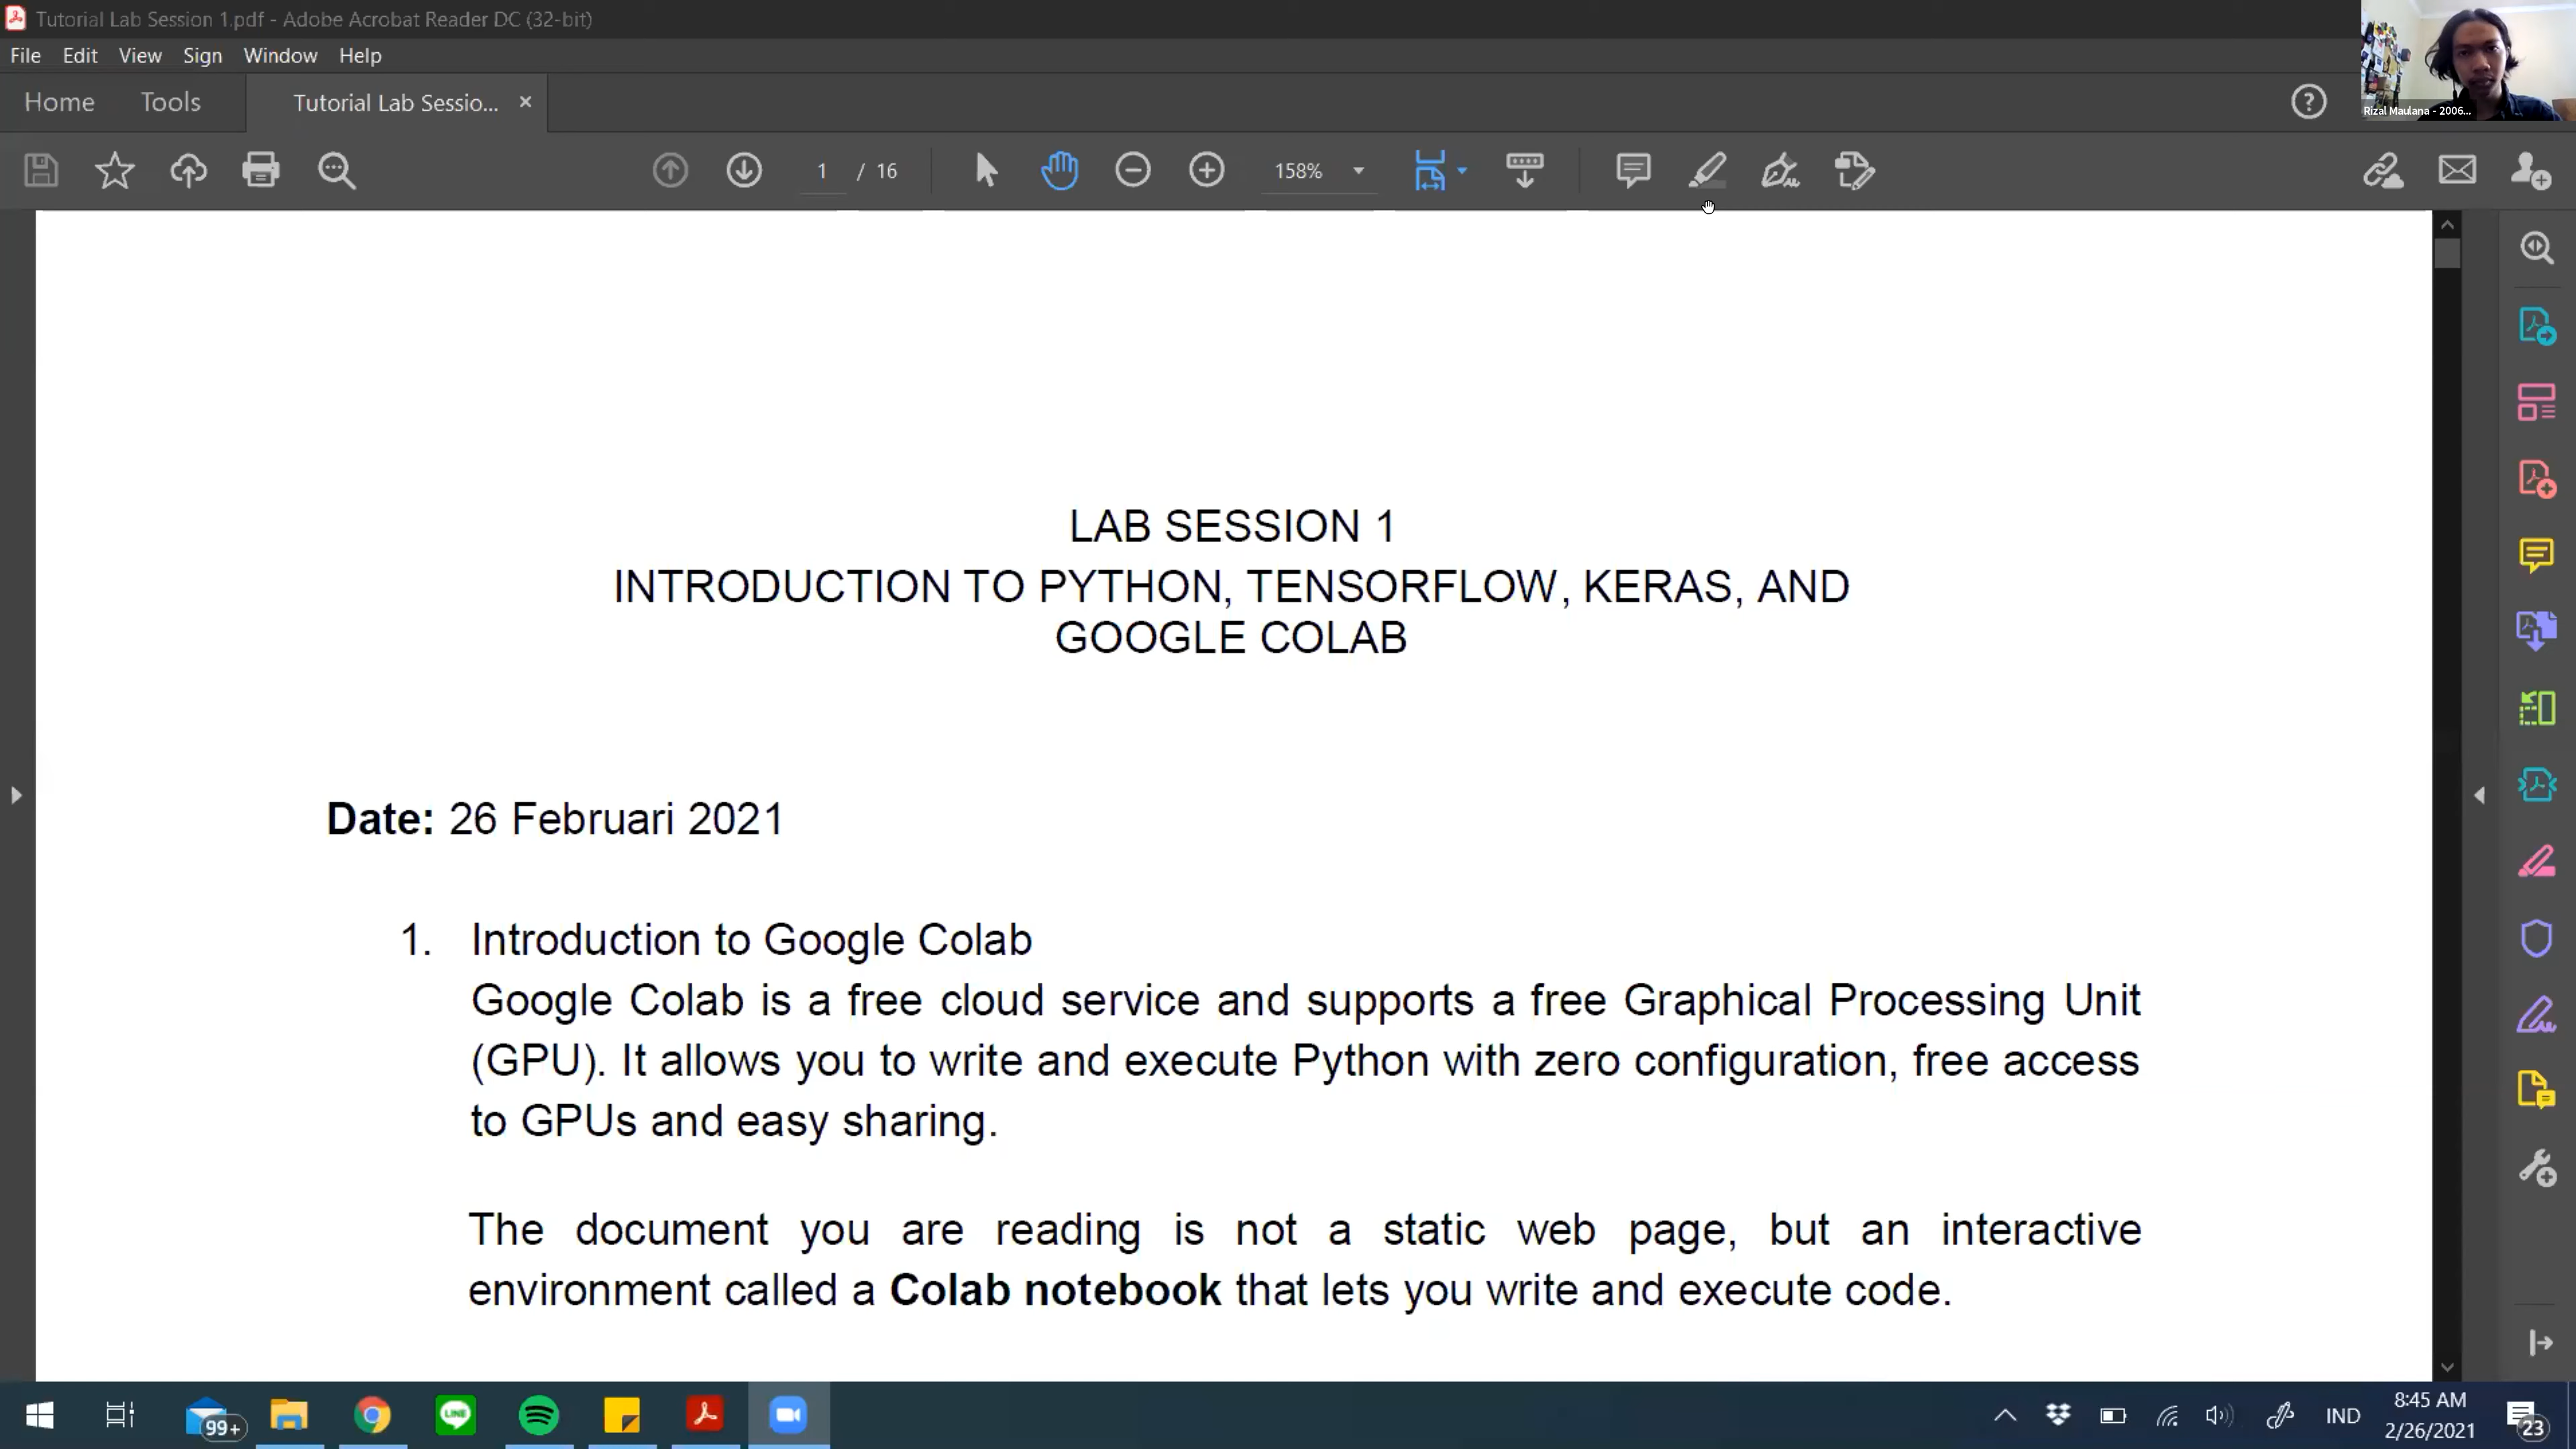 Tutorial Lab Session 1.pdf - Adobe Acrobat Reader DC (32-bit)
File Edit View Sign Window Help
Home Tools Tutorial Lab Sessio... ×
Rizal Maulana - 2006...
1 / 16 158%
LAB SESSION 1
INTRODUCTION TO PYTHON, TENSORFLOW, KERAS, AND
GOOGLE COLAB
Date: 26 Februari 2021
1. Introduction to Google Colab
Google Colab is a free cloud service and supports a free Graphical Processing Unit
(GPU). It allows you to write and execute Python with zero configuration, free access
to GPUs and easy sharing.
The document you are reading is not a static web page, but an interactive
environment called a Colab notebook that lets you write and execute code.
99+
LINE
IND
8:45 AM
2/26/2021
23